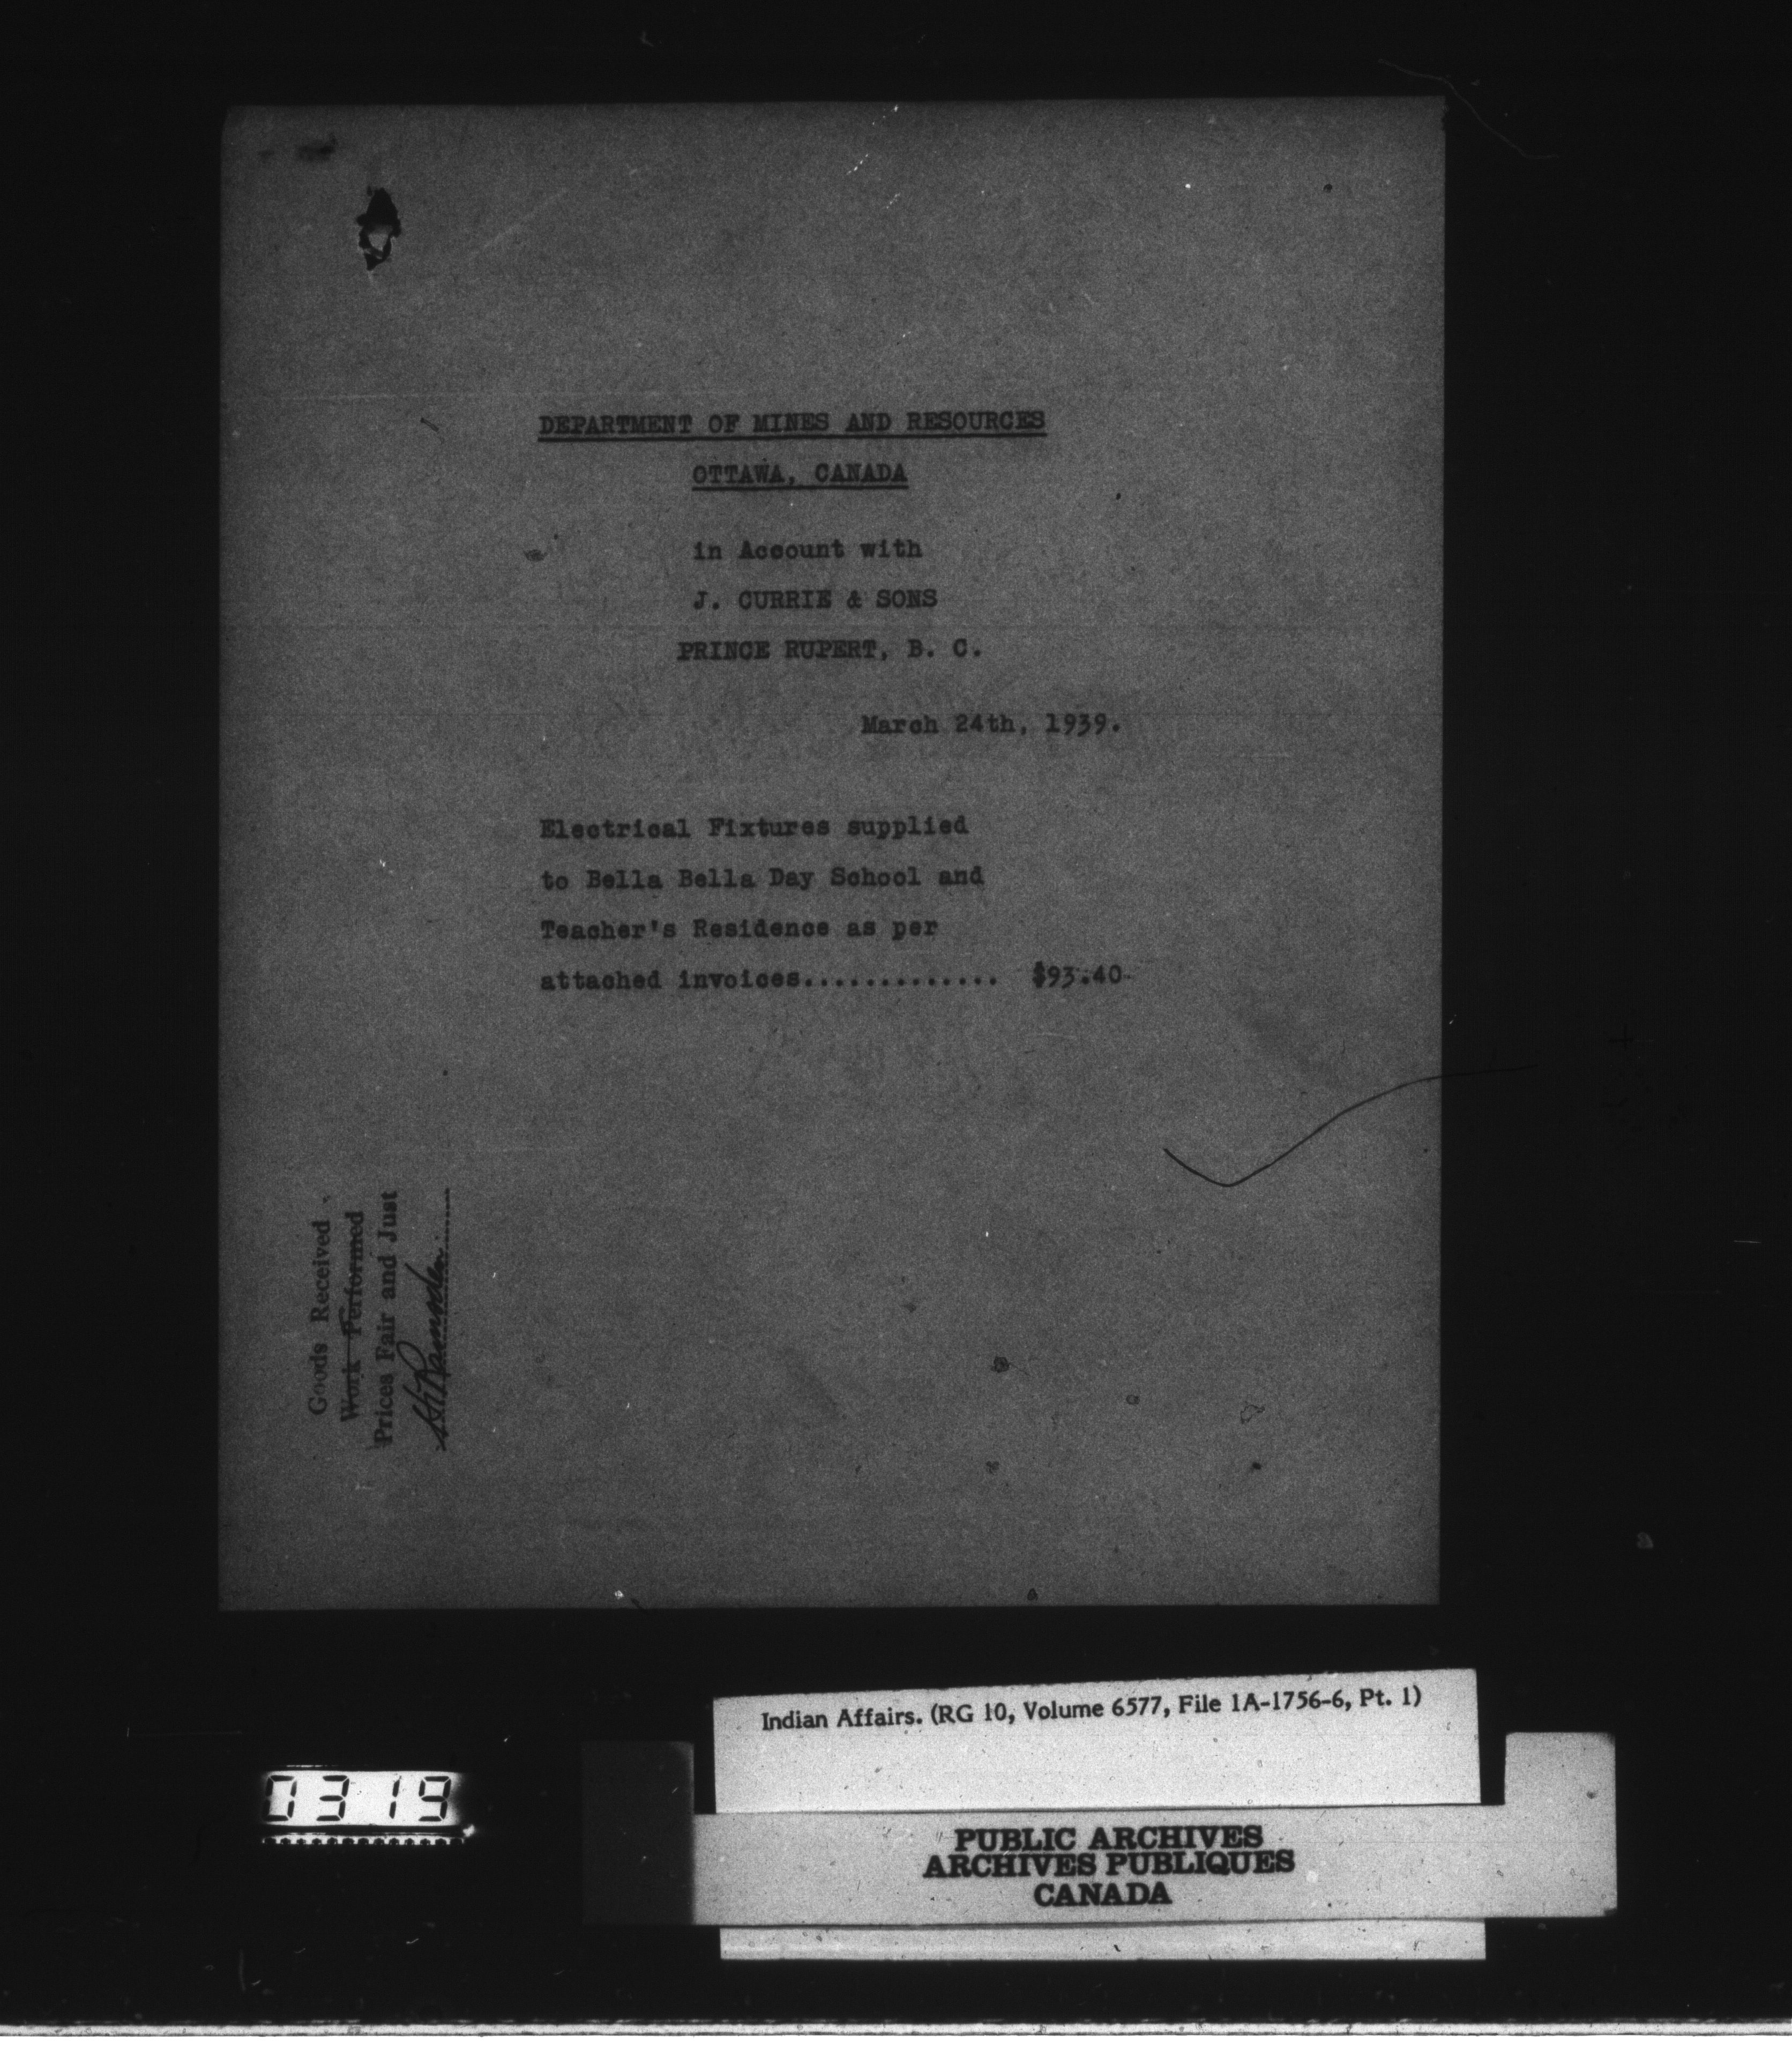 DEPARTMENT OF MINES AND RESOURCES
OTTAWA, CANADA
in Account with
J. CURRIE & SONS
PRINCE RUPERT, B. C.
March 24th, 1939.
Electrical Fixtures supplied
to Bella Bella Day School and
Teacher's Residence as per
attached invoices............. $93.40
Goods Received
Work Performed
Prices Fair and Just
Indian Affairs. (RG 10, Volume 6577, File 1A-1756-6, Pt. 1)
0319
PUBLIC ARCHIVES
ARCHIVES PUBLIQUES
CANADA